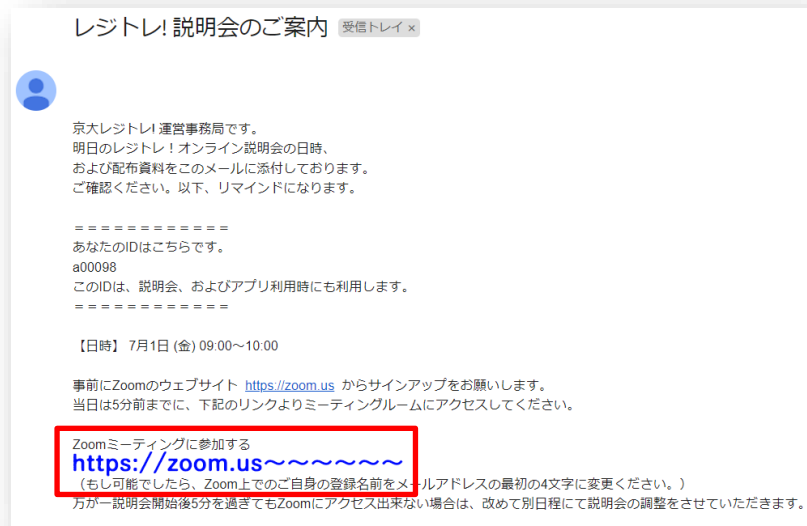 レジトレ! 説明会のご案内 受信トレイ ×
京大レジトレ! 運営事務局です。
明日のレジトレ！オンライン説明会の日時、
および配布資料をこのメールに添付しております。
ご確認ください。以下、リマインドになります。
＝＝＝＝＝＝＝＝＝＝＝＝
あなたのIDはこちらです。
a00098
このIDは、説明会、およびアプリ利用時にも利用します。
＝＝＝＝＝＝＝＝＝＝＝＝
【日時】 7月1日 (金) 09:00～10:00
事前にZoomのウェブサイト https://zoom.us からサインアップをお願いします。
当日は5分前までに、下記のリンクよりミーティングルームにアクセスしてください。
Zoomミーティングに参加する
https://zoom.us～～～～～～
（もし可能でしたら、Zoom上でのご自身の登録名前をメールアドレスの最初の4文字に変更ください。）
万が一説明会開始後5分を過ぎてもZoomにアクセス出来ない場合は、改めて別日程にて説明会の調整をさせていただきます。